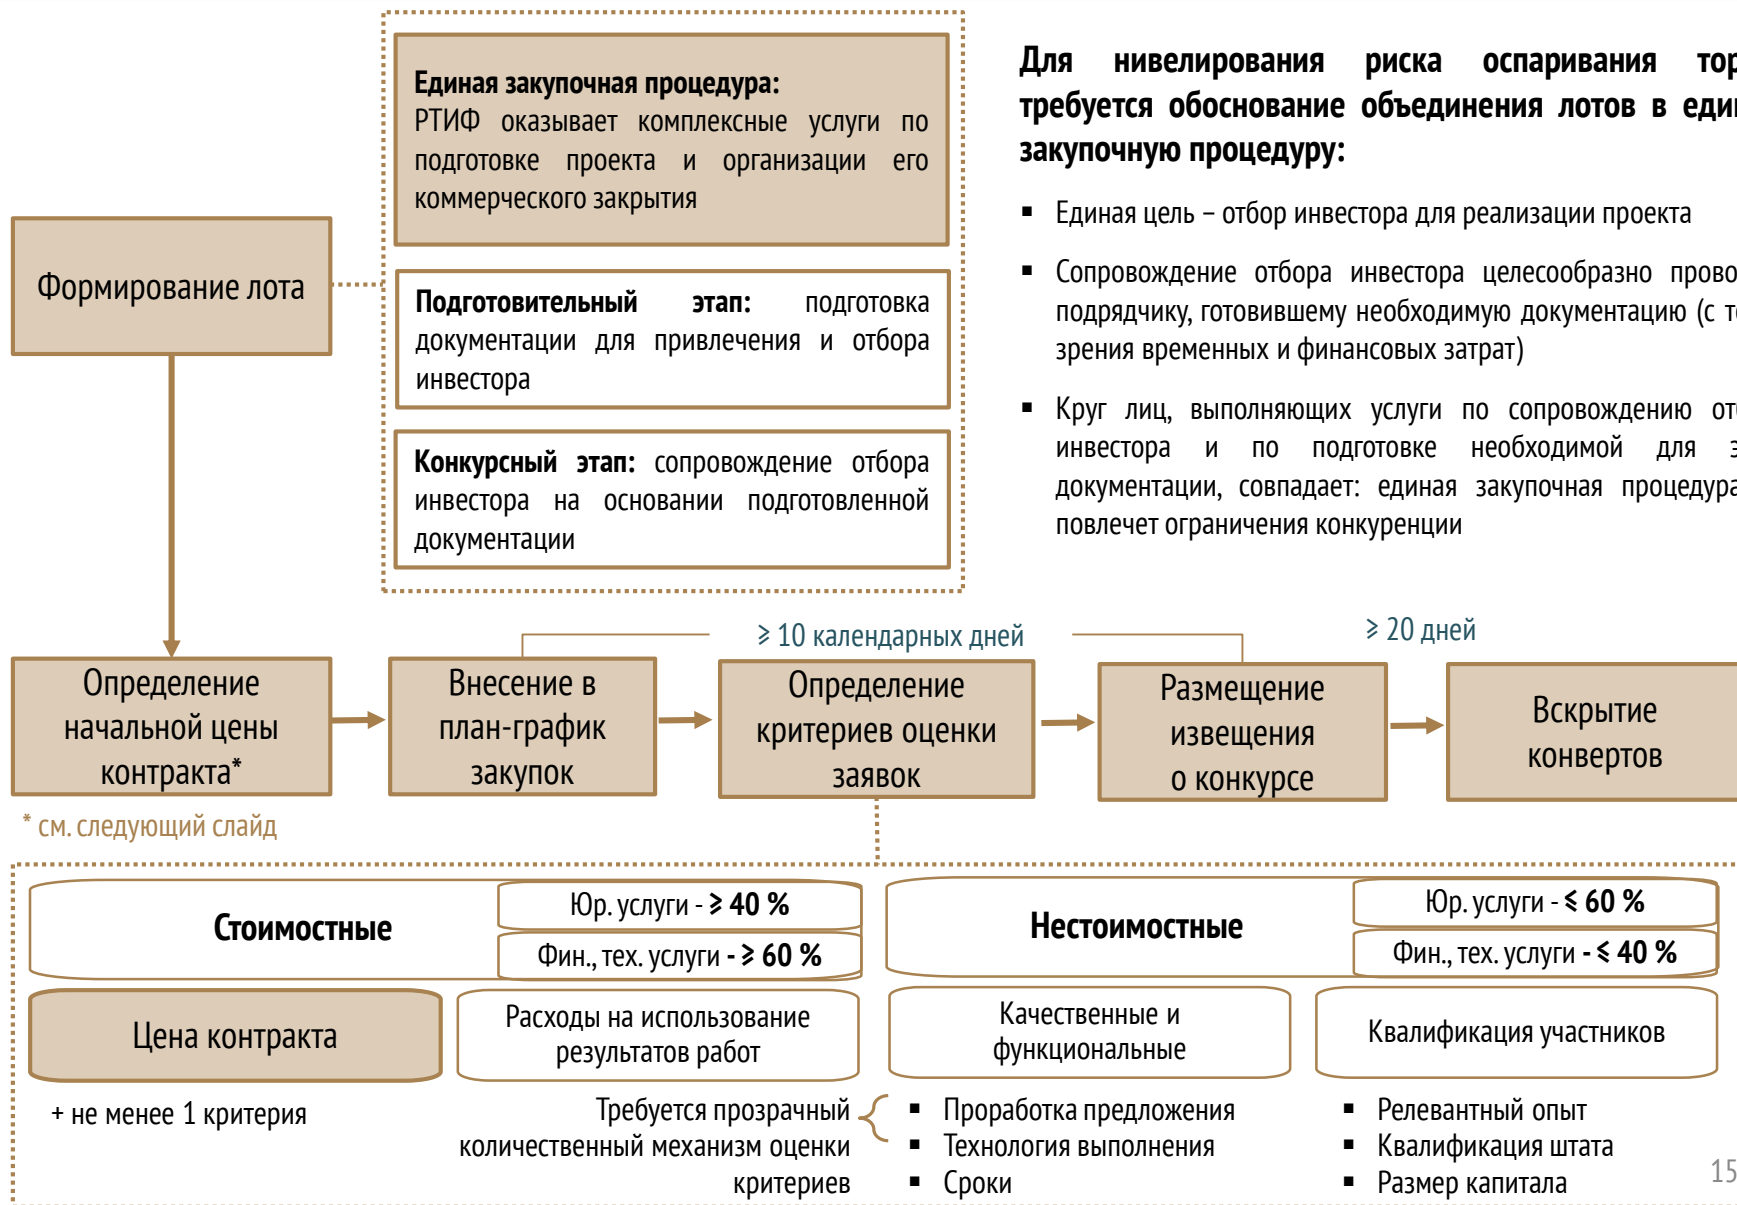 Единая закупочная процедура:
РТИФ оказывает комплексные услуги по
подготовке проекта и организации его
коммерческого закрытия
Формирование лота
Подготовительный этап: подготовка
документации для привлечения и отбора
инвестора
Конкурсный этап: сопровождение отбора
инвестора на основании подготовленной
документации
Для нивелирования риска оспаривания
требуется обоснование объединения лотов в
закупочную процедуру:
▪ Единая цель – отбор инвестора для реализации проекта
▪ Сопровождение отбора инвестора целесообразно
подрядчику, готовившему необходимую документацию (с
зрения временных и финансовых затрат)
▪ Круг лиц, выполняющих услуги по сопровождению
инвестора и по подготовке необходимой для
документации, совпадает: единая закупочная процедура
повлечет ограничения конкуренции
⩾ 10 календарных дней
⩾ 20 дней
Определение
начальной цены
контракта*
Внесение в
план-график
закупок
Определение
критериев оценки
заявок
Размещение
извещения
о конкурсе
Вскрытие
конвертов
* см. следующий слайд
Стоимостные
Юр. услуги - ⩾ 40 %
Фин., тех. услуги - ⩾ 60 %
Нестоимостные
Юр. услуги - ⩽ 60 %
Фин., тех. услуги - ⩽ 40 %
Цена контракта
Расходы на использование
результатов работ
Качественные и
функциональные
Квалификация участников
+ не менее 1 критерия
Требуется прозрачный
количественный механизм оценки
критериев
▪ Проработка предложения
▪ Технология выполнения
▪ Сроки
▪ Релевантный опыт
▪ Квалификация штата
▪ Размер капитала
15